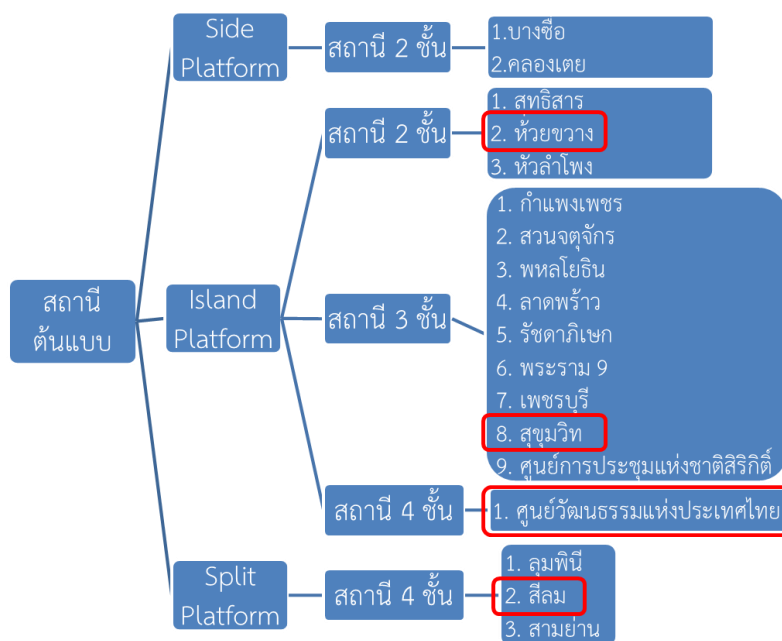 สถานี
ต้นแบบ
Side
Platform
สถานี 2 ชั้น
1.บางซื่อ
2.คลองเตย
Island
Platform
สถานี 2 ชั้น
1. สุทธิสาร
2. ห้วยขวาง
3. หัวลำโพง
สถานี 3 ชั้น
1. กำแพงเพชร
2. สวนจตุจักร
3. พหลโยธิน
4. ลาดพร้าว
5. รัชดาภิเษก
6. พระราม 9
7. เพชรบุรี
8. สุขุมวิท
9. ศูนย์การประชุมแห่งชาติสิริกิติ์
สถานี 4 ชั้น
1. ศูนย์วัฒนธรรมแห่งประเทศไทย
Split
Platform
สถานี 4 ชั้น
1. ลุมพินี
2. สีลม
3. สามย่าน